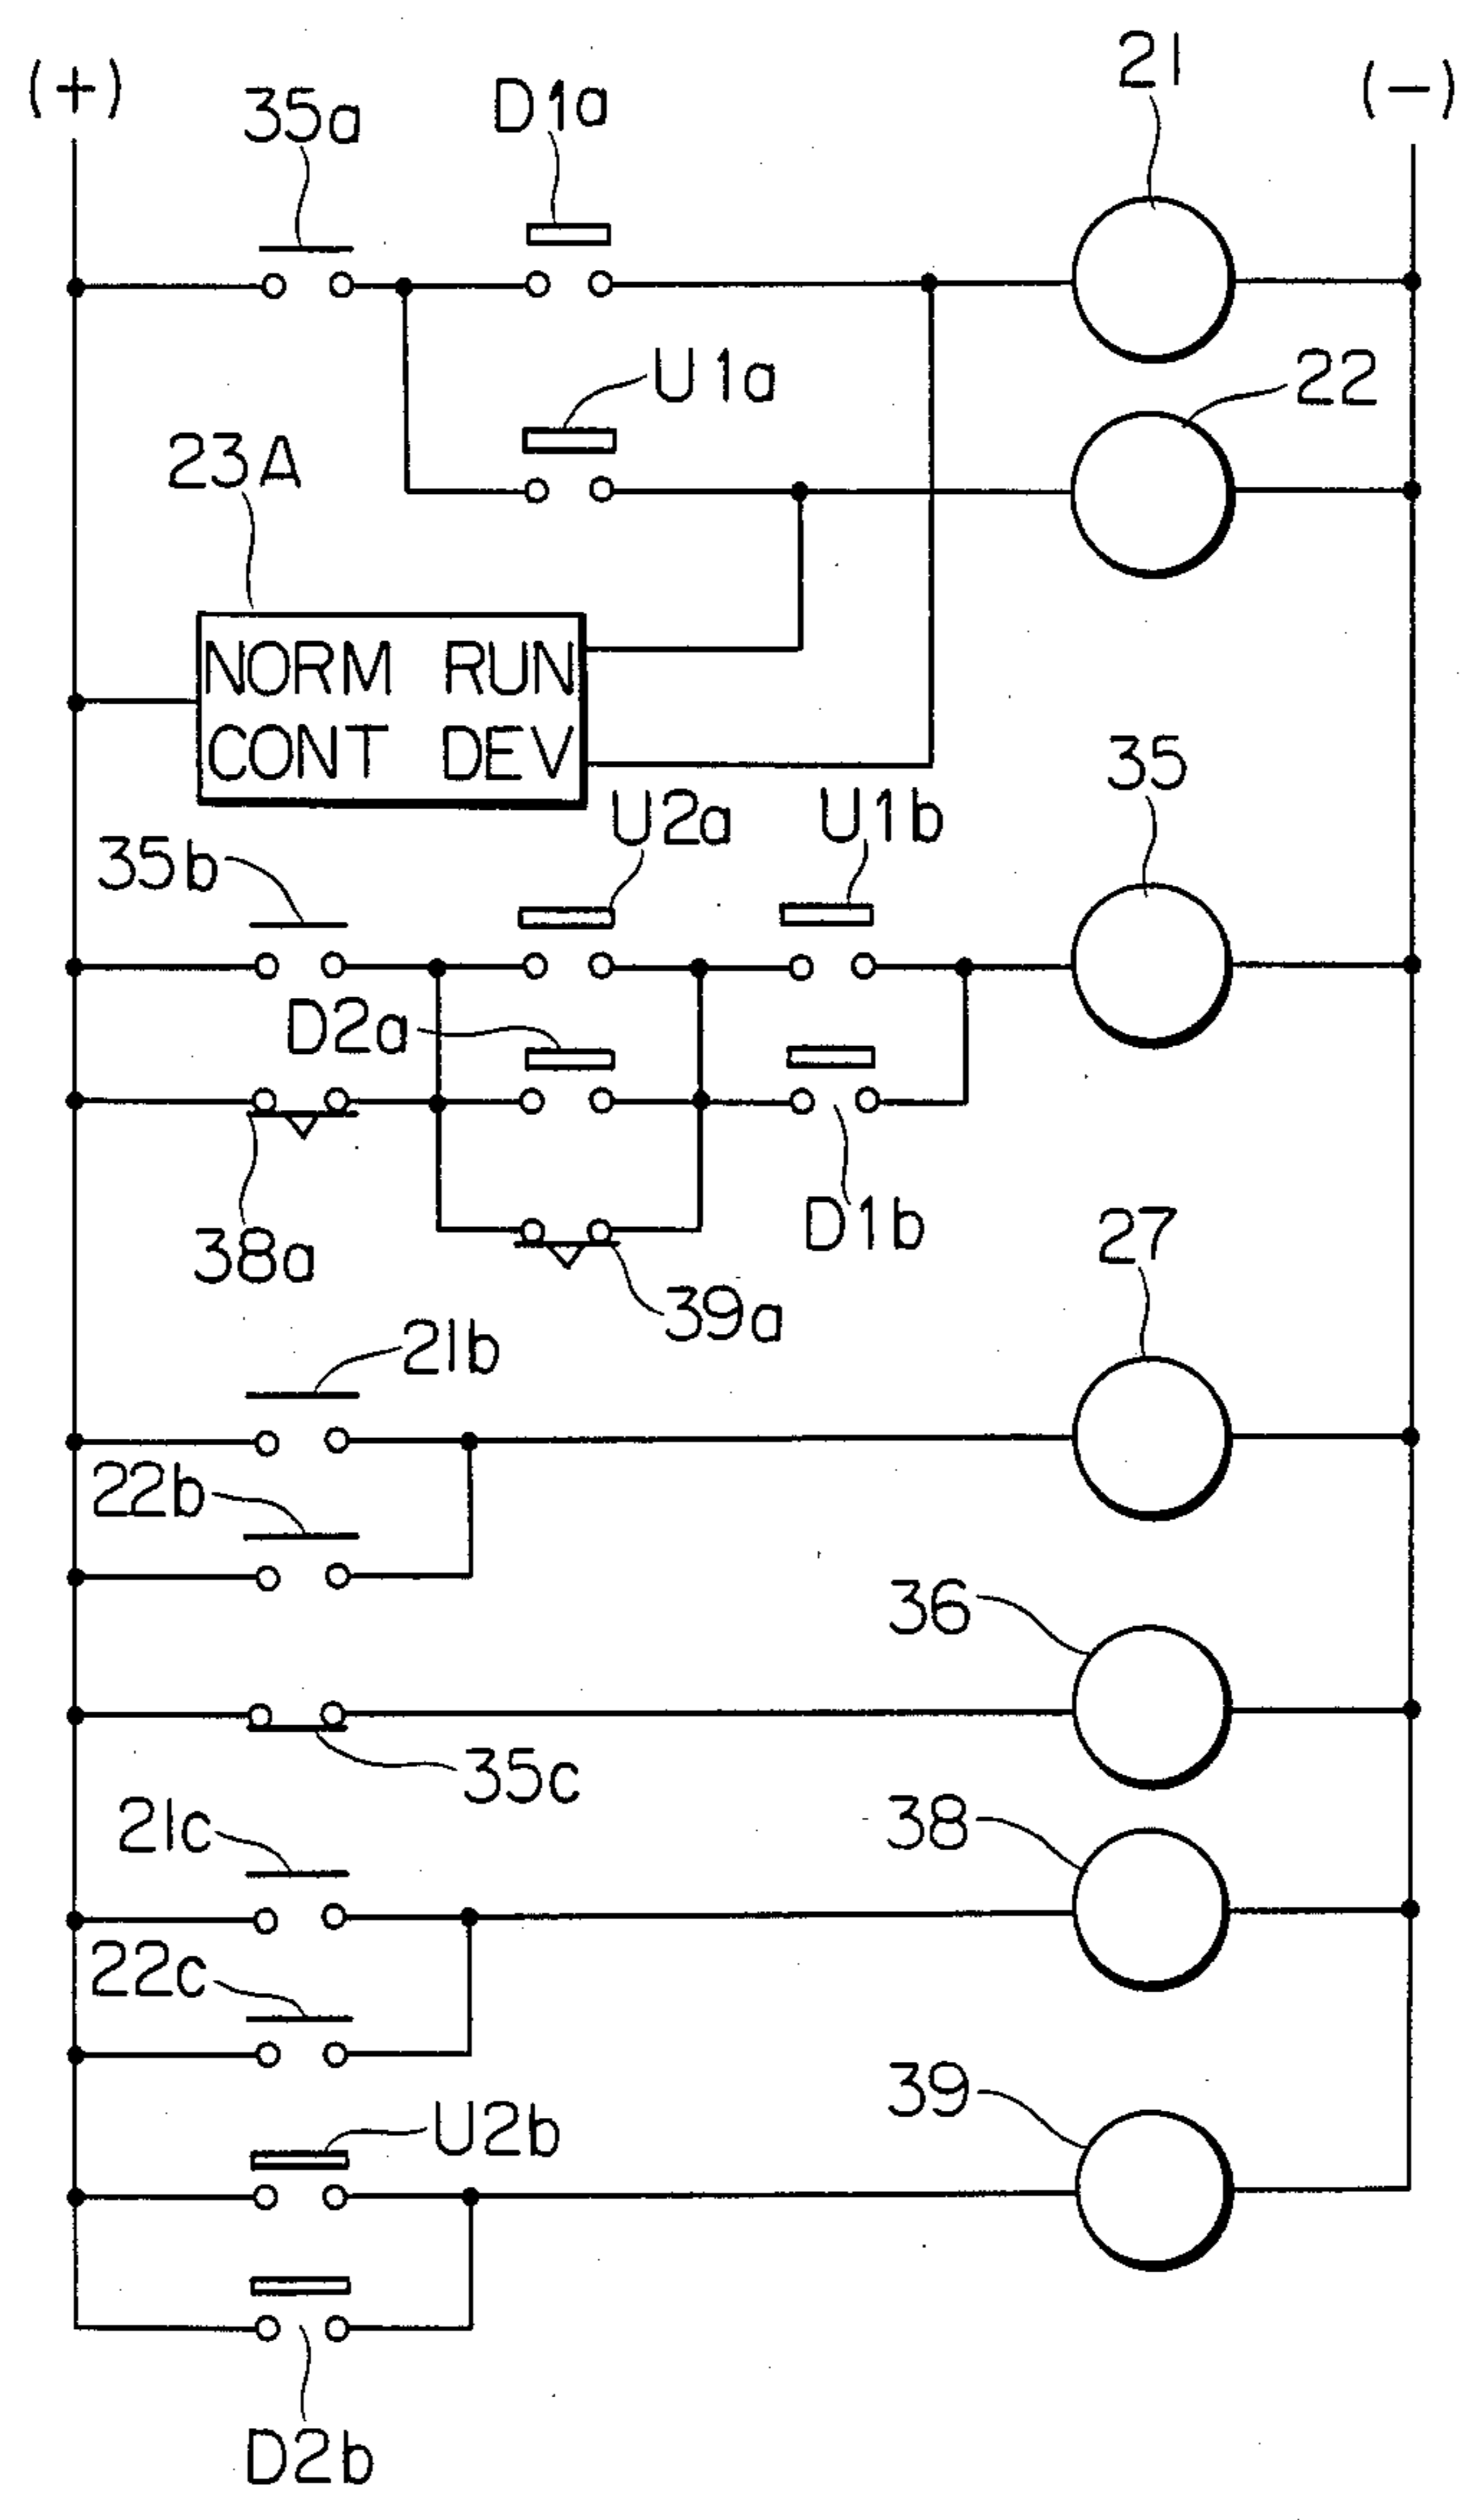 (+)
35a
D1a
21
(-)
U1a
22
23A
NORM RUN
CONT DEV
35
U2a
U1b
35b
D2a
38a
D1b
27
39a
21b
22b
36
35c
21c
38
22c
39
U2b
D2b